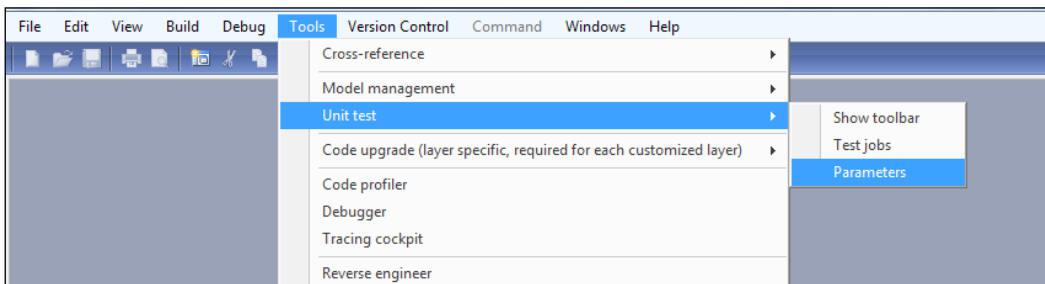 File Edit View Build Debug Tools Version Control Command Windows Help
Cross-reference
Model management
Unit test
Show toolbar
Code upgrade (layer specific, required for each customized layer)
Test jobs
Parameters
Code profiler
Debugger
Tracing cockpit
Reverse engineer